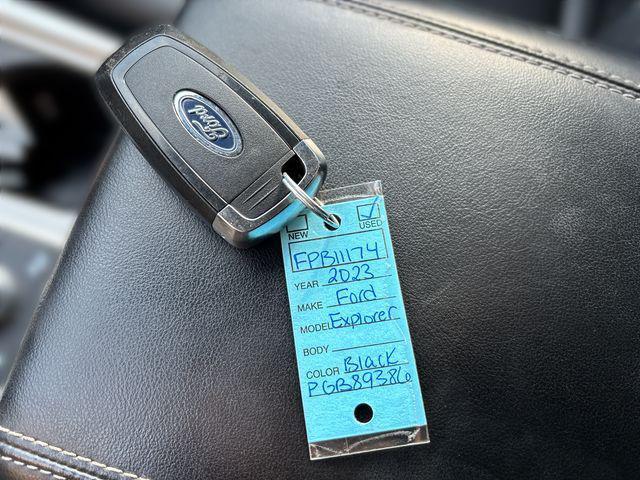 Ford
NEW USED
FPB11174
YEAR 2023
MAKE Ford
MODEL Explorer
BODY
COLOR Black
PGB89386